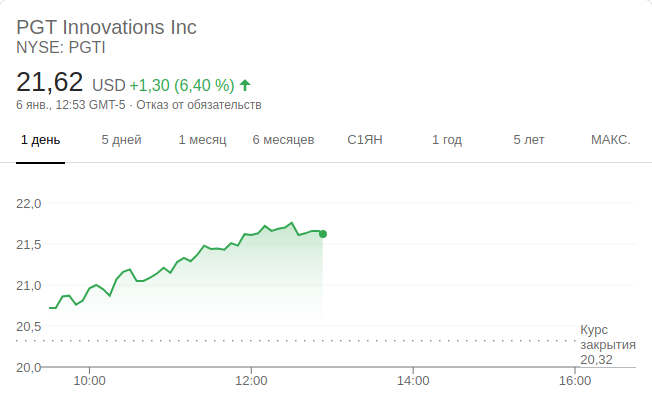 PGT Innovations Inc
NYSE: PGTI
21,62 USD +1,30 (6,40 %)
6 янв., 12:53 GMT-5 · Отказ от обязательств
1 день 5 дней 1 месяц 6 месяцев С1ЯН 1 год 5 лет МАКС.
22,0
21,5
21,0
20,5
Курс
закрытия
20,32
20,0
10:00 12:00 14:00 16:00